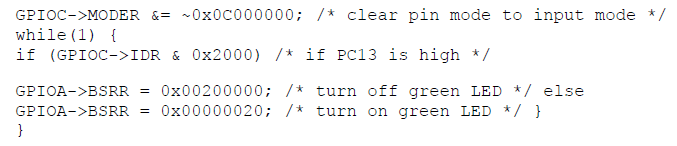 GPIOC->MODER &= ~0x0C000000; /* clear pin mode to input mode */
while(1) {
if (GPIOC->IDR & 0x2000) /* if PC13 is high */
GPIOA->BSRR = 0x00200000; /* turn off green LED */ else
GPIOA->BSRR = 0x00000020; /* turn on green LED */ }
}